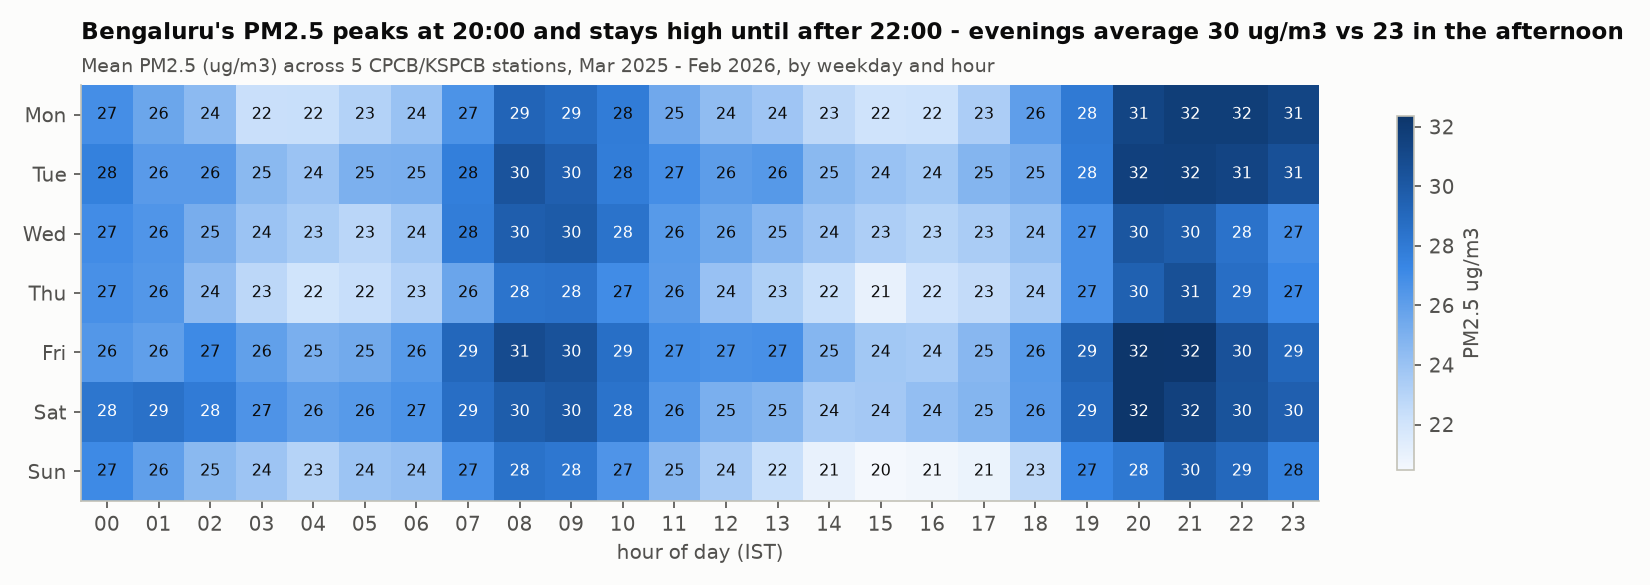 Bengaluru's PM2.5 peaks at 20:00 and stays high until after 22:00 - evenings average 30 ug/m3 vs 23 in the afternoon
Mean PM2.5 (ug/m3) across 5 CPCB/KSPCB stations, Mar 2025 - Feb 2026, by weekday and hour
Mon 27 26 24 22 22 23 24 27 29 29 28 25 24 24 23 22 22 23 26 28 31 32 32 31
Tue 28 26 26 25 24 25 25 28 30 30 28 27 26 26 25 24 24 25 25 28 32 32 31 31
Wed 27 26 25 24 23 23 24 28 30 30 28 26 26 25 24 23 23 23 24 27 30 30 28 27
Thu 27 26 24 23 22 22 23 26 28 28 27 26 24 23 22 21 22 23 24 27 30 31 29 27
Fri 26 26 27 26 25 25 26 29 31 30 29 27 27 27 25 24 24 25 26 29 32 32 30 29
Sat 28 29 28 27 26 26 27 29 30 30 28 26 25 25 24 24 24 25 26 29 32 32 30 30
Sun 27 26 25 24 23 24 24 27 28 28 27 25 24 22 21 20 21 21 23 27 28 30 29 28
00 01 02 03 04 05 06 07 08 09 10 11 12 13 14 15 16 17 18 19 20 21 22 23
hour of day (IST)
32
30
28
26
24
22
PM2.5 ug/m3